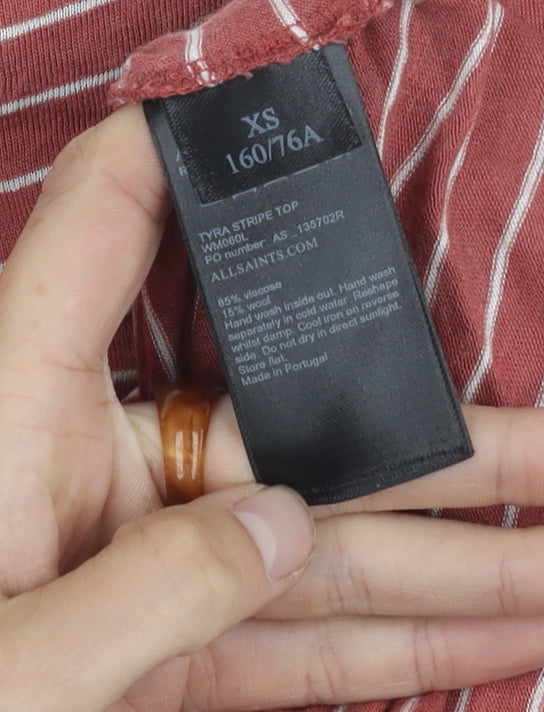 XS
160/76A
TYRA STRIPE TOP
WM060L
PO number AS_135702R
ALLSAINTS.COM
85% viscose
15% wool
Hand wash inside out. Hand wash
separately in cold water. Reshape
whilst damp. Cool iron on reverse
side. Do not dry in direct sunlight.
Store flat.
Made in Portugal